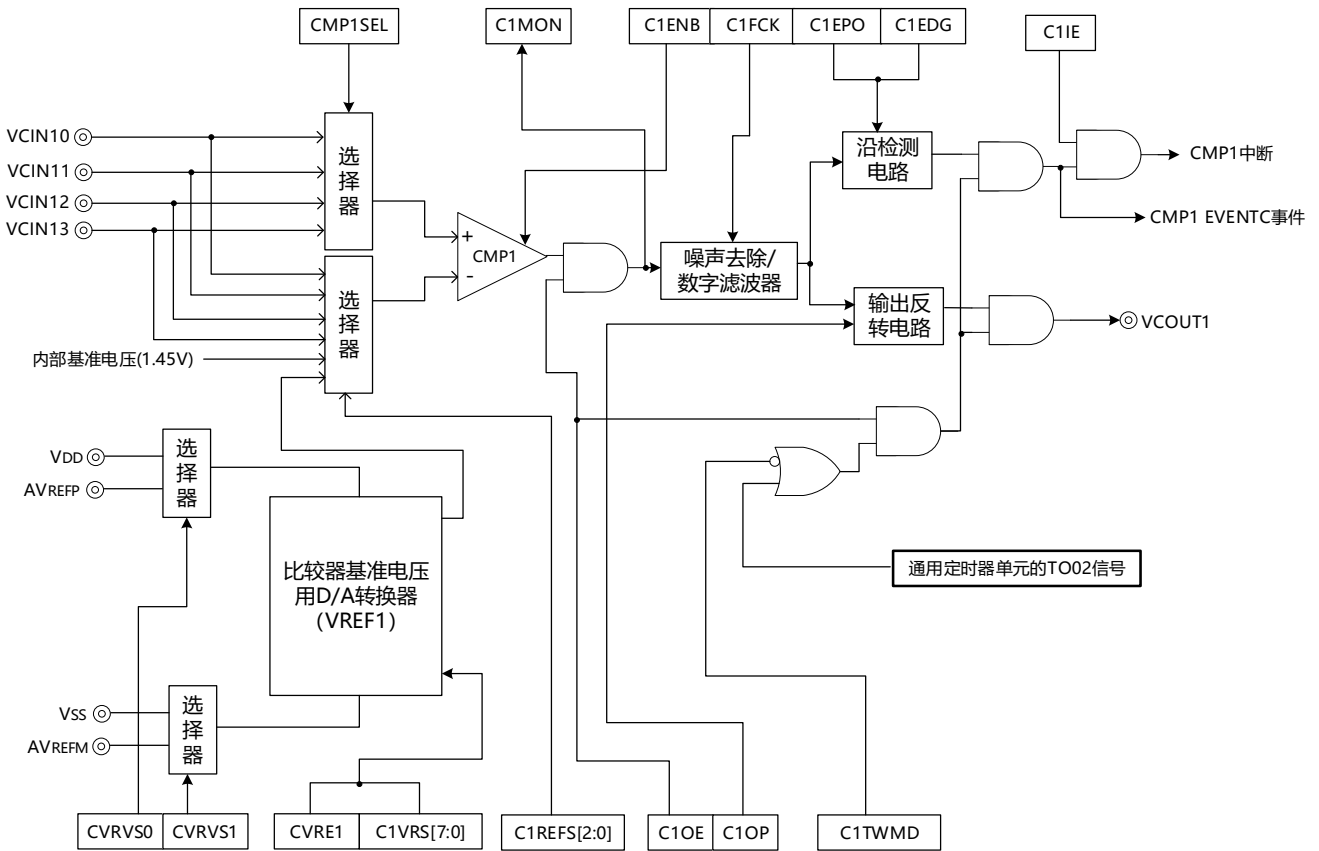 CMP1SEL
C1MON
C1ENB
C1FCK
C1EPO
C1EDG
C1IE
VCIN10
VCIN11
VCIN12
VCIN13
选择器
选择器
内部基准电压(1.45V)
CMP1
+
-
噪声去除/
数字滤波器
沿检测
电路
输出反
转电路
CMP1中断
CMP1 EVENTC事件
VCOUT1
VDD
AVREFP
选择器
比较器基准电压
用D/A转换器
（VREF1）
通用定时器单元的TO02信号
VSS
AVREFM
选择器
CVRVS0
CVRVS1
CVRE1
C1VRS[7:0]
C1REFS[2:0]
C1OE
C1OP
C1TWMD